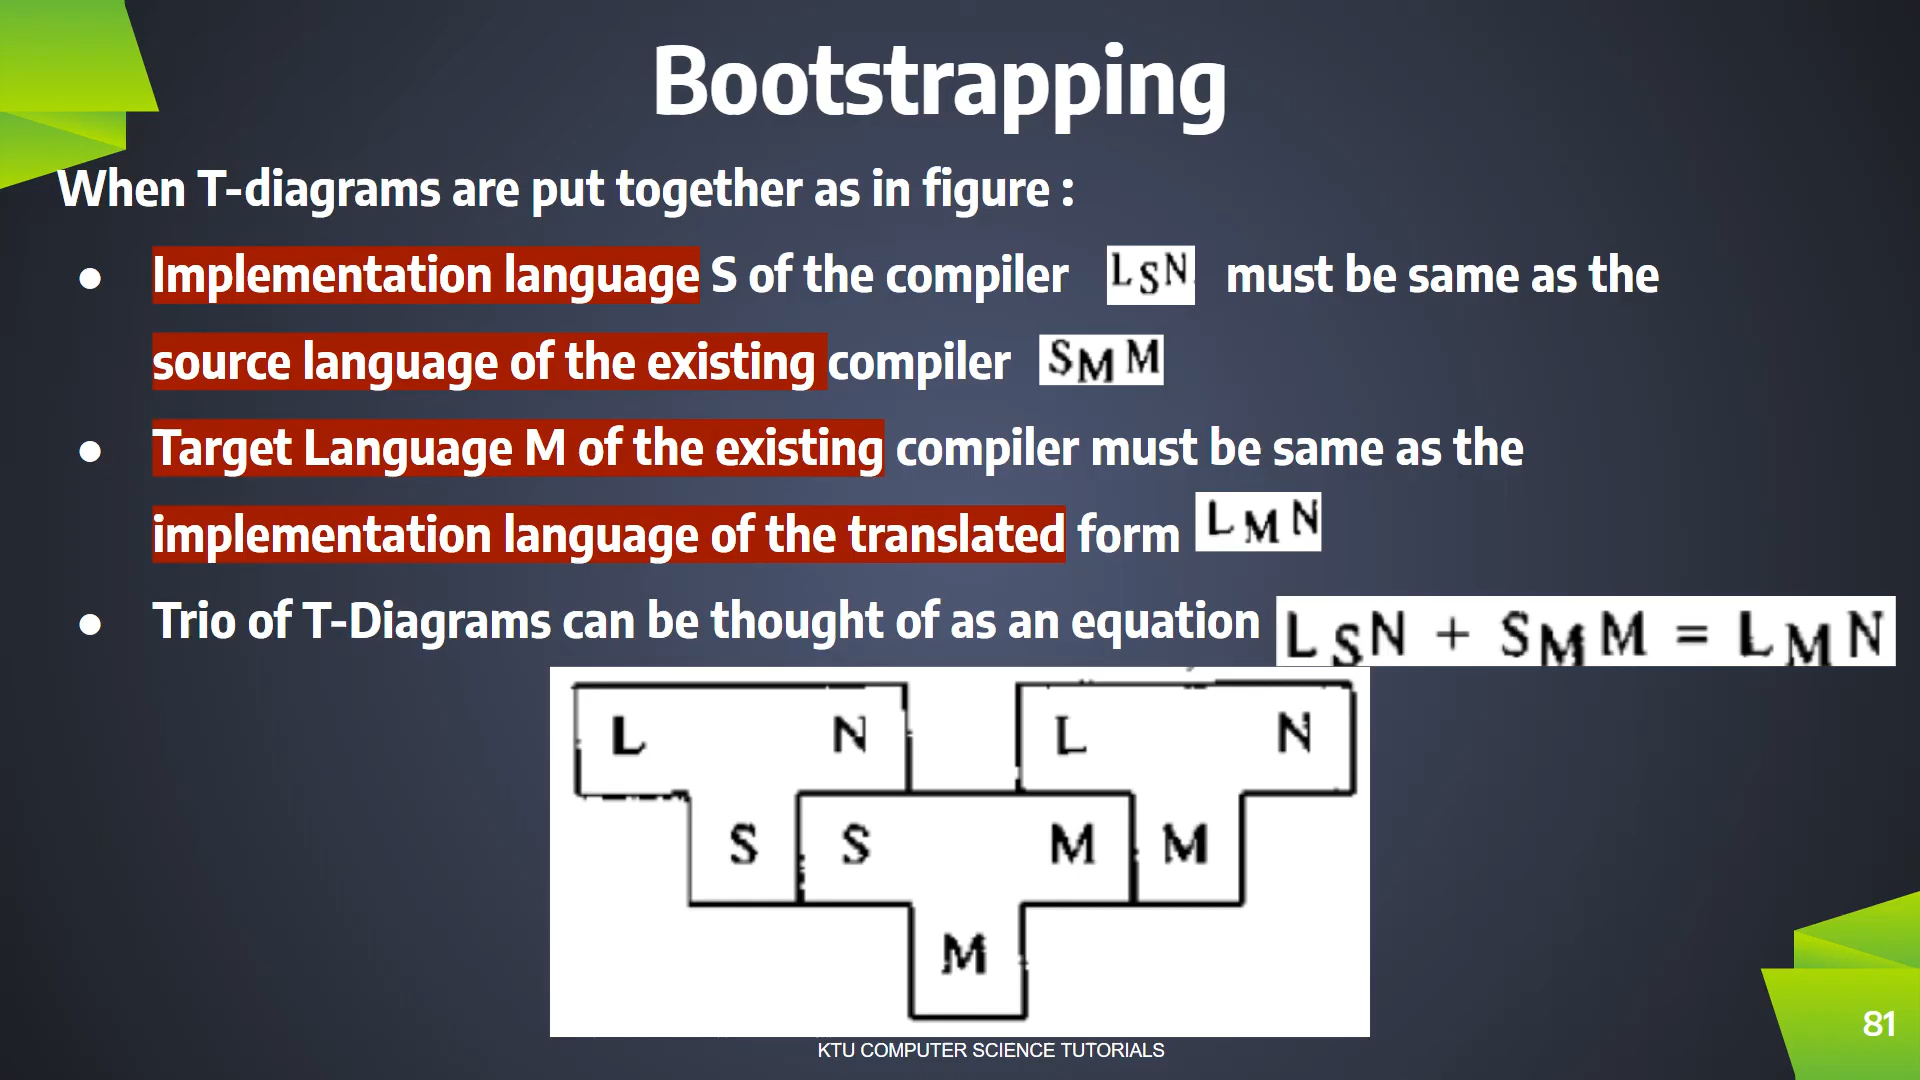 Bootstrapping
When T-diagrams are put together as in figure :
● Implementation language S of the compiler LSN must be same as the
source language of the existing compiler SMM
● Target Language M of the existing compiler must be same as the
implementation language of the translated form LMN
● Trio of T-Diagrams can be thought of as an equation LSN + SMM = LMN
L N L N
S S M M
M
81
KTU COMPUTER SCIENCE TUTORIALS